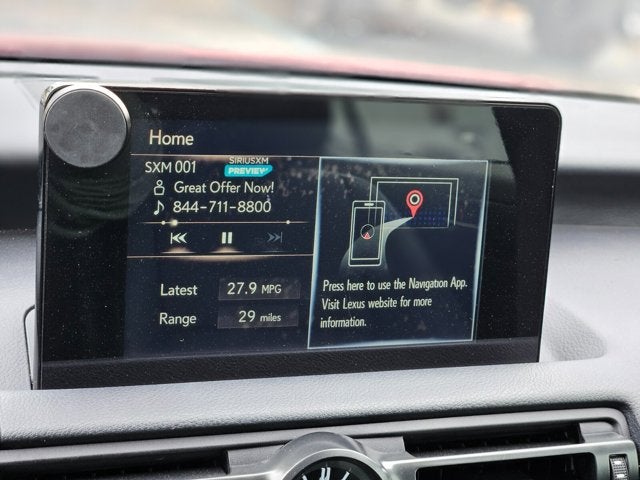 Home
SXM 001
SIRIUSXM
PREVIEW
Great Offer Now!
844-711-8800
Latest 27.9 MPG
Range 29 miles
Press here to use the Navigation App.
Visit Lexus website for more
information.